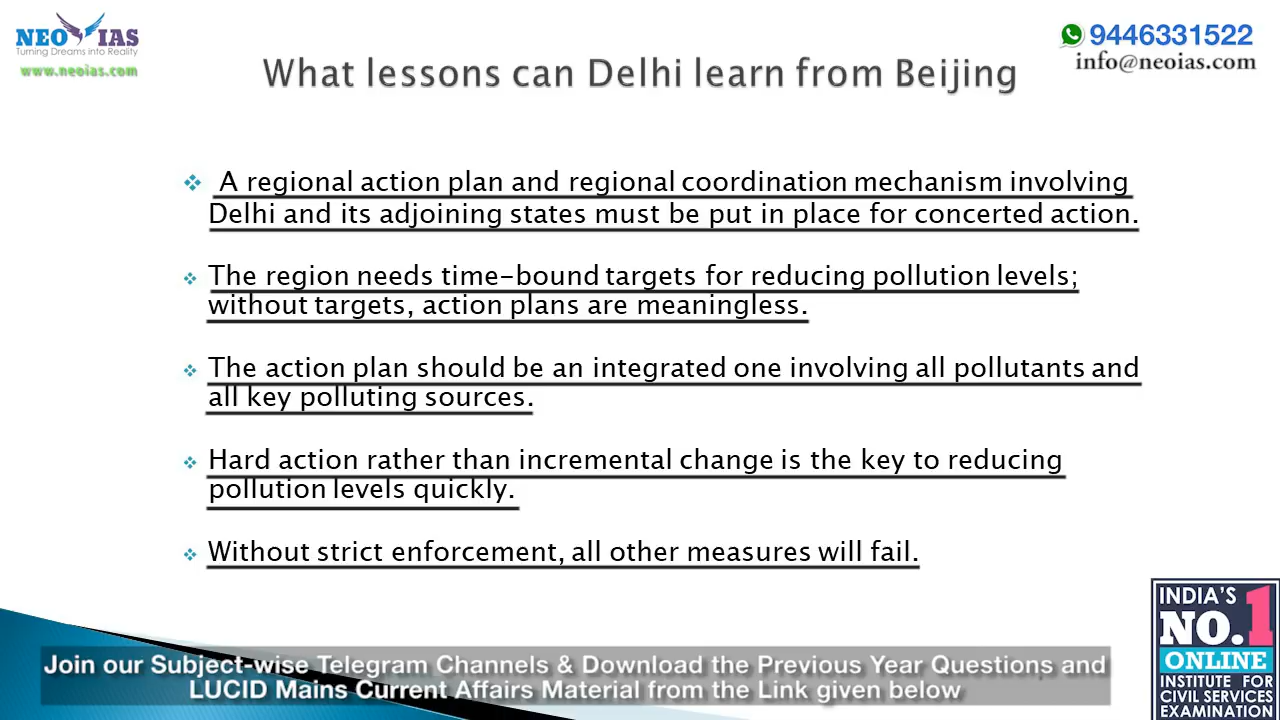 NEO IAS
Turning Dreams into Reality
www.neoias.com
9446331522
info@neoias.com
What lessons can Delhi learn from Beijing
A regional action plan and regional coordination mechanism involving
Delhi and its adjoining states must be put in place for concerted action.
The region needs time-bound targets for reducing pollution levels;
without targets, action plans are meaningless.
The action plan should be an integrated one involving all pollutants and
all key polluting sources.
Hard action rather than incremental change is the key to reducing
pollution levels quickly.
Without strict enforcement, all other measures will fail.
INDIA'S
NO.1
ONLINE
INSTITUTE FOR
CIVIL SERVICES
EXAMINATION
Join our Subject-wise Telegram Channels & Download the Previous Year Questions and
LUCID Mains Current Affairs Material from the Link given below